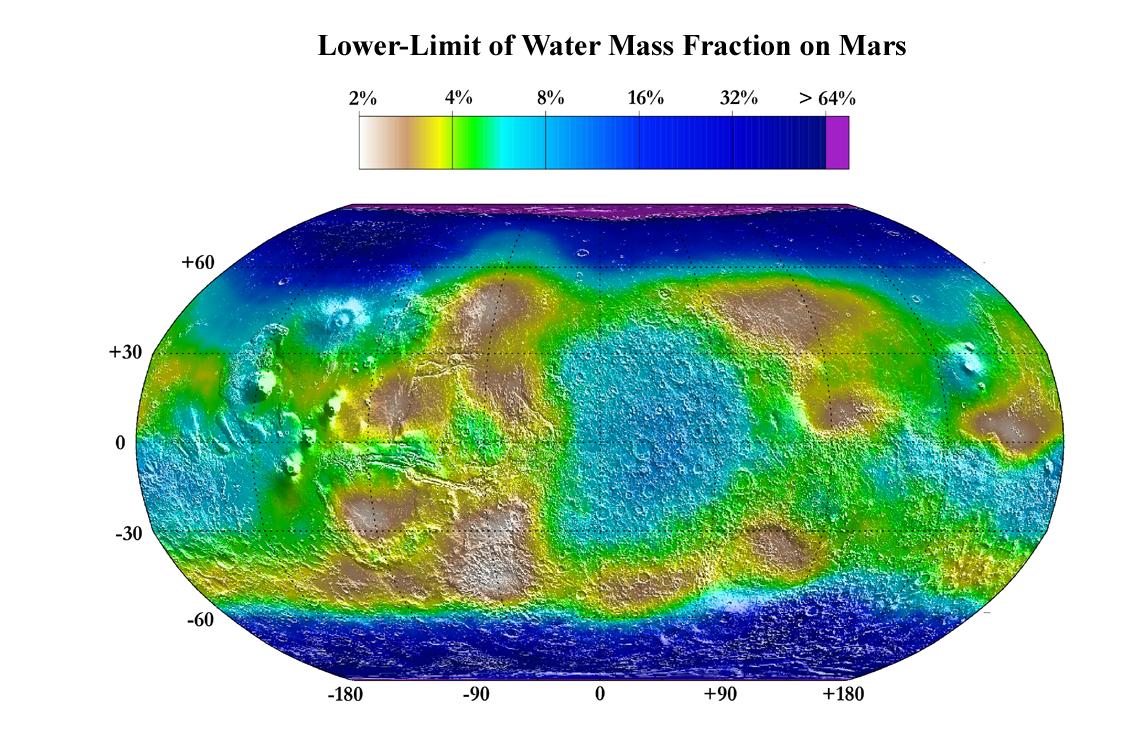 Lower-Limit of Water Mass Fraction on Mars
2% 4% 8% 16% 32% > 64%
+60
+30
0
-30
-60
-180 -90 0 +90 +180